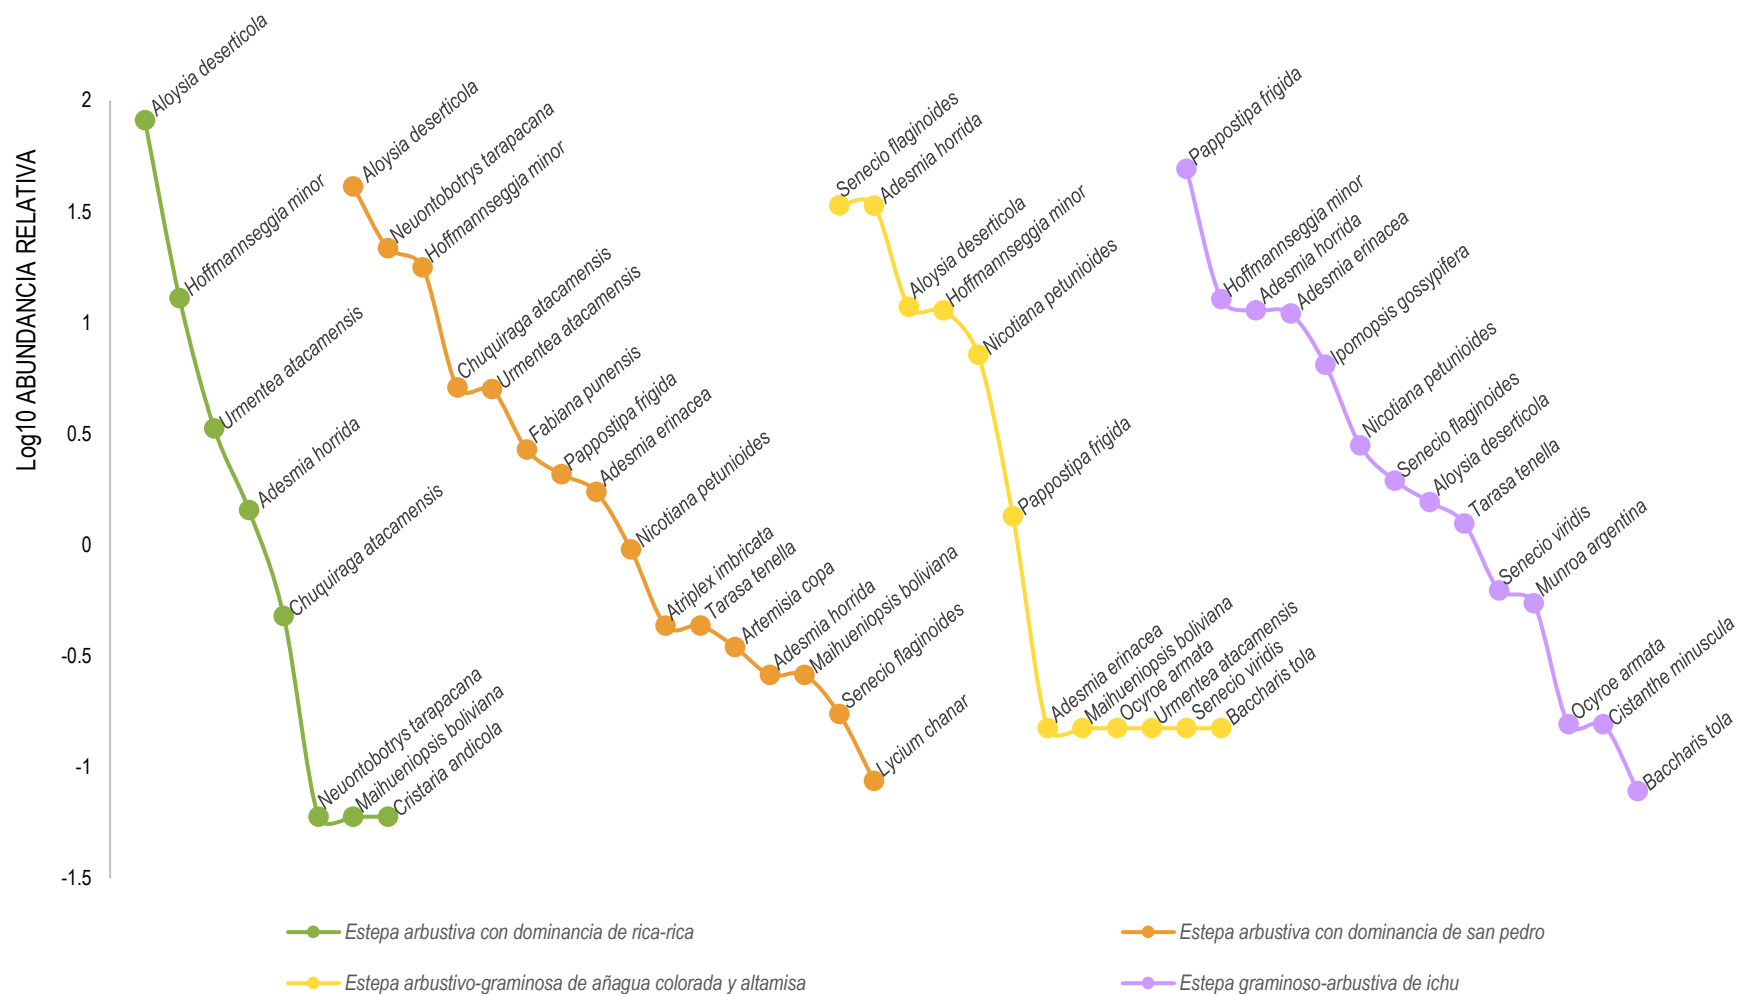 Log10 ABUNDANCIA RELATIVA
2
1.5
1
0.5
0
-0.5
-1
-1.5
Aloysia deserticola
Hoffmannseggia minor
Urmentea atacamensis
Adesmia horrida
Chuquiraga atacamensis
Neuontobotrys tarapacana
Maihueniopsis boliviana
Cristaria andicola
Aloysia deserticola
Neuontobotrys tarapacana
Hoffmannseggia minor
Chuquiraga atacamensis
Urmentea atacamensis
Fabiana punensis
Pappostipa frigida
Adesmia erinacea
Nicotiana petunioides
Atriplex imbricata
Tarasa tenella
Artemisia copa
Adesmia horrida
Maihueniopsis boliviana
Senecio flaginoides
Lycium chanar
Senecio flaginoides
Adesmia horrida
Aloysia deserticola
Hoffmannseggia minor
Nicotiana petunioides
Pappostipa frigida
Adesmia erinacea
Maihueniopsis boliviana
Ocyroe armata
Urmentea atacamensis
Senecio viridis
Baccharis tola
Pappostipa frigida
Hoffmannseggia minor
Adesmia horrida
Adesmia erinacea
Ipomopsis gossypifera
Nicotiana petunioides
Senecio flaginoides
Aloysia deserticola
Tarasa tenella
Senecio viridis
Munroa argentina
Ocyroe armata
Cistanthe minuscula
Baccharis tola
Estepa arbustiva con dominancia de rica-rica
Estepa arbustiva con dominancia de san pedro
Estepa arbustivo-graminosa de añagua colorada y altamisa
Estepa graminoso-arbustiva de ichu